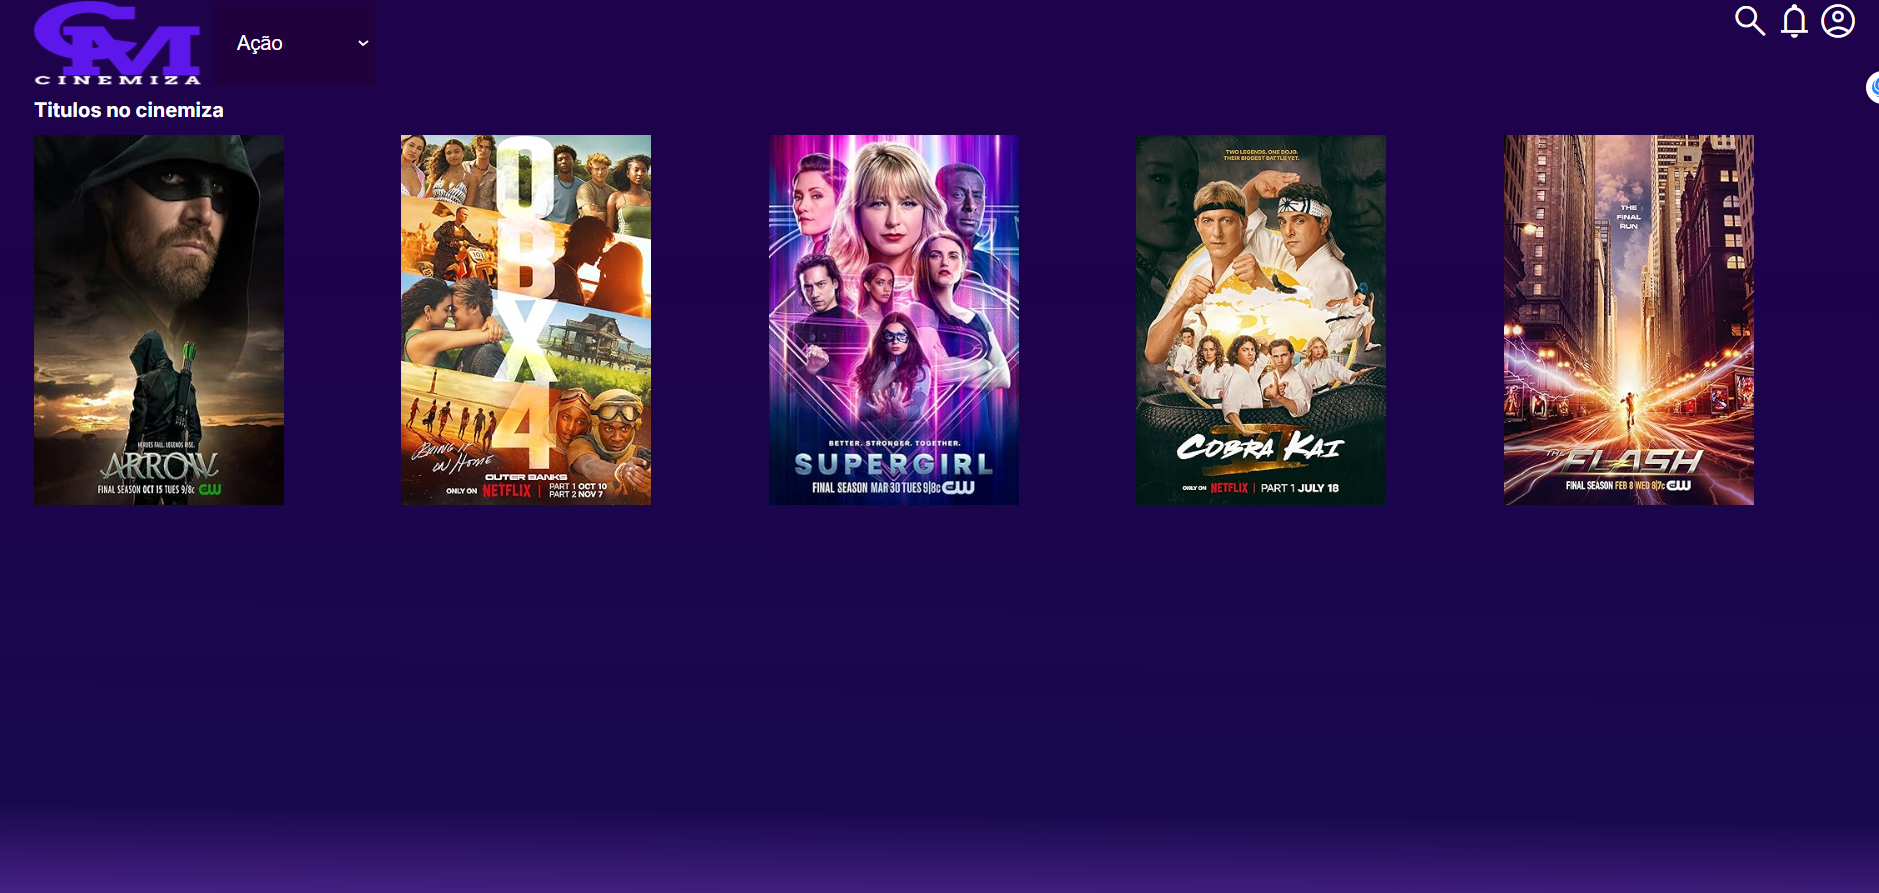 CM
CINEMIZA
Ação
Titulos no cinemiza
HEROES FALL. LEGENDS RISE.
ARROW
FINAL SEASON OCT 15 TUES 9/8c CW
OBX4
BRING IT
ON HOME
OUTER BANKS
ONLY ON NETFLIX | PART 1 OCT 10
PART 2 NOV 7
BETTER. STRONGER. TOGETHER.
SUPERGIRL
FINAL SEASON MAR 30 TUES 9|8c CW
TWO LEGENDS. ONE DOJO.
THEIR BIGGEST BATTLE YET.
COBRA KAI
ONLY ON NETFLIX | PART 1 JULY 18
THE
FINAL
RUN
THE FLASH
FINAL SEASON FEB 8 WED 8|7c CW